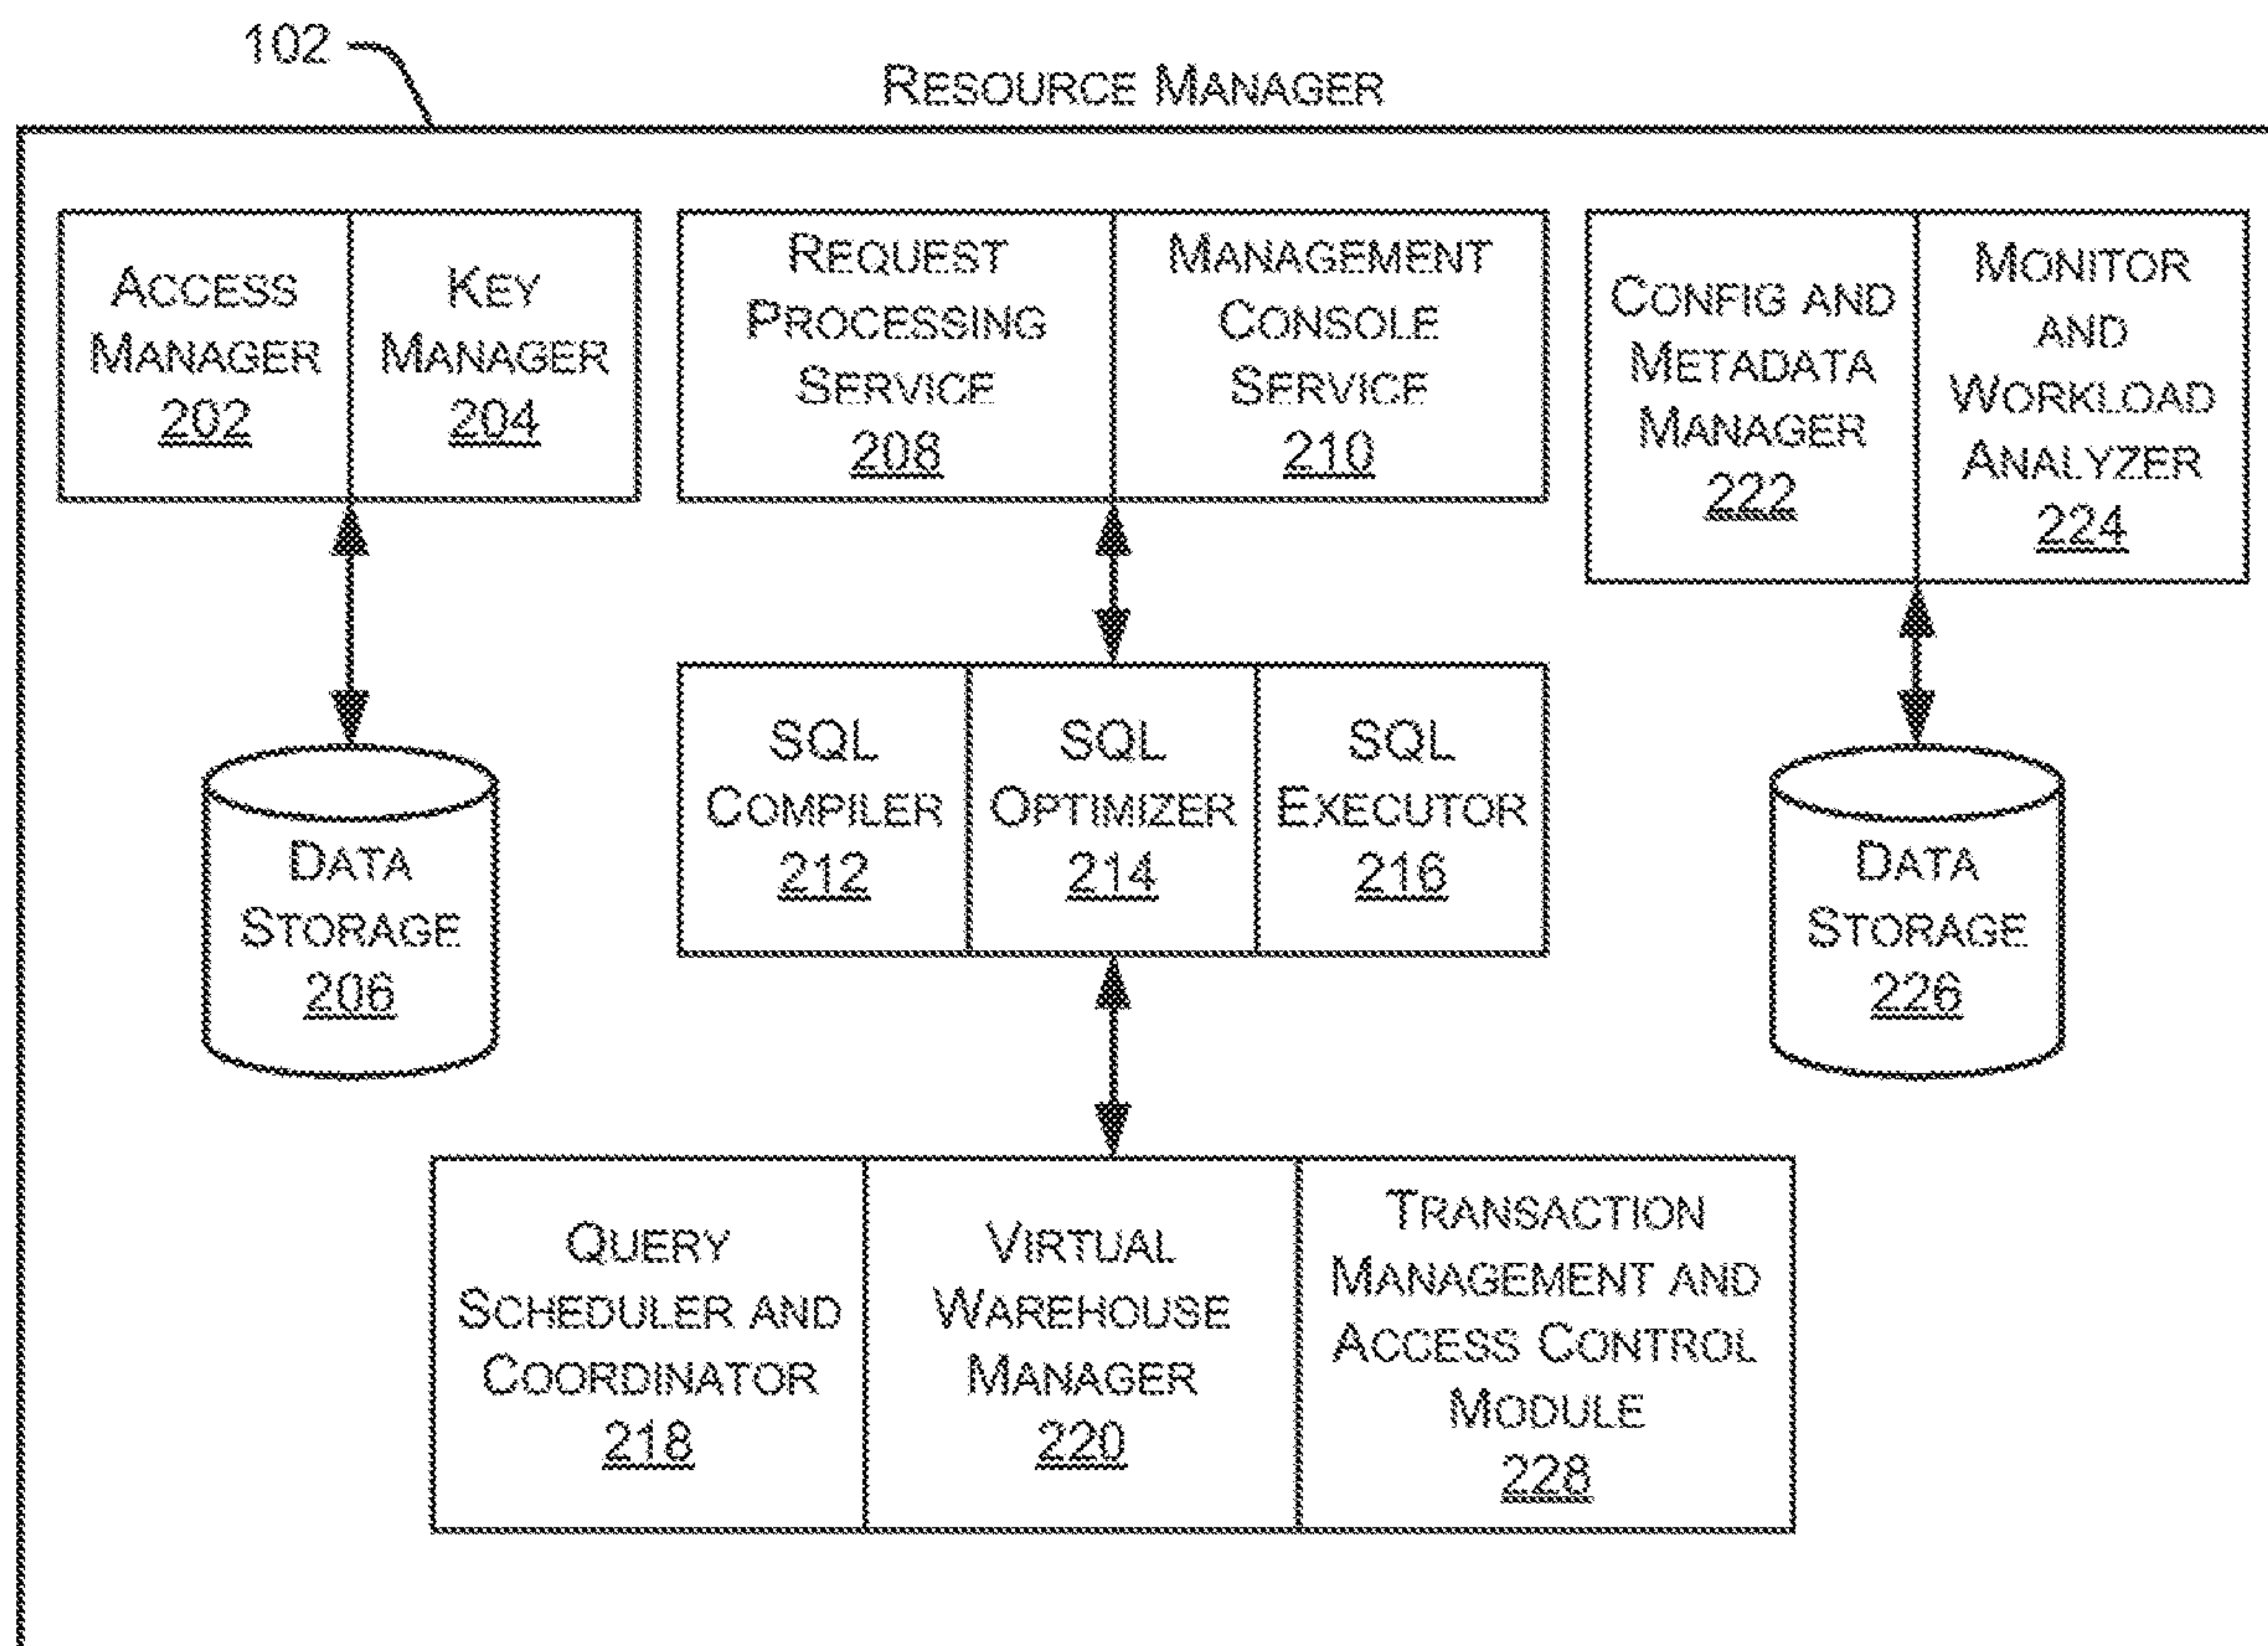 102
RESOURCE MANAGER
ACCESS
MANAGER
202
KEY
MANAGER
204
REQUEST
PROCESSING
SERVICE
208
MANAGEMENT
CONSOLE
SERVICE
210
CONFIG AND
METADATA
MANAGER
222
MONITOR
AND
WORKLOAD
ANALYZER
224
DATA
STORAGE
206
SQL
COMPILER
212
SQL
OPTIMIZER
214
SQL
EXECUTOR
216
DATA
STORAGE
226
QUERY
SCHEDULER AND
COORDINATOR
218
VIRTUAL
WAREHOUSE
MANAGER
220
TRANSACTION
MANAGEMENT AND
ACCESS CONTROL
MODULE
228